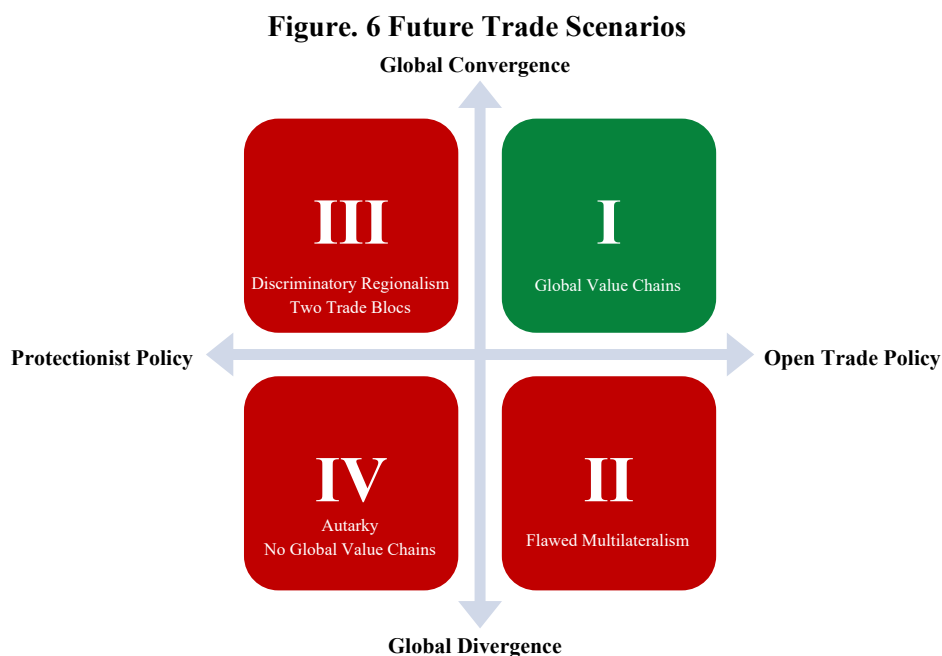 Figure. 6 Future Trade Scenarios
Global Convergence
III
Discriminatory Regionalism
Two Trade Blocs
I
Global Value Chains
Protectionist Policy
Open Trade Policy
IV
Autarky
No Global Value Chains
II
Flawed Multilateralism
Global Divergence